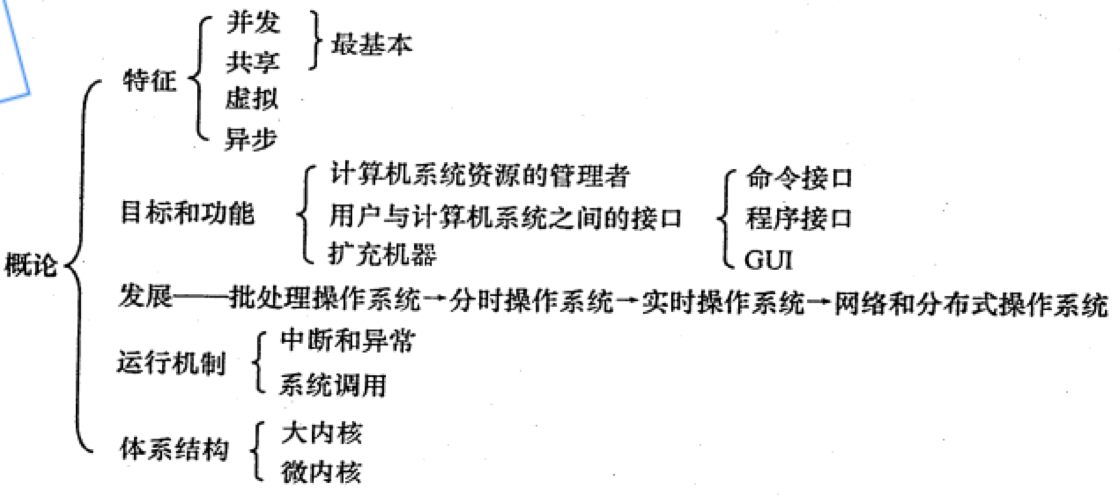 概论
特征
并发
共享
最基本
虚拟
异步
目标和功能
计算机系统资源的管理者
用户与计算机系统之间的接口
命令接口
程序接口
GUI
扩充机器
发展——批处理操作系统→分时操作系统→实时操作系统→网络和分布式操作系统
运行机制
中断和异常
系统调用
体系结构
大内核
微内核